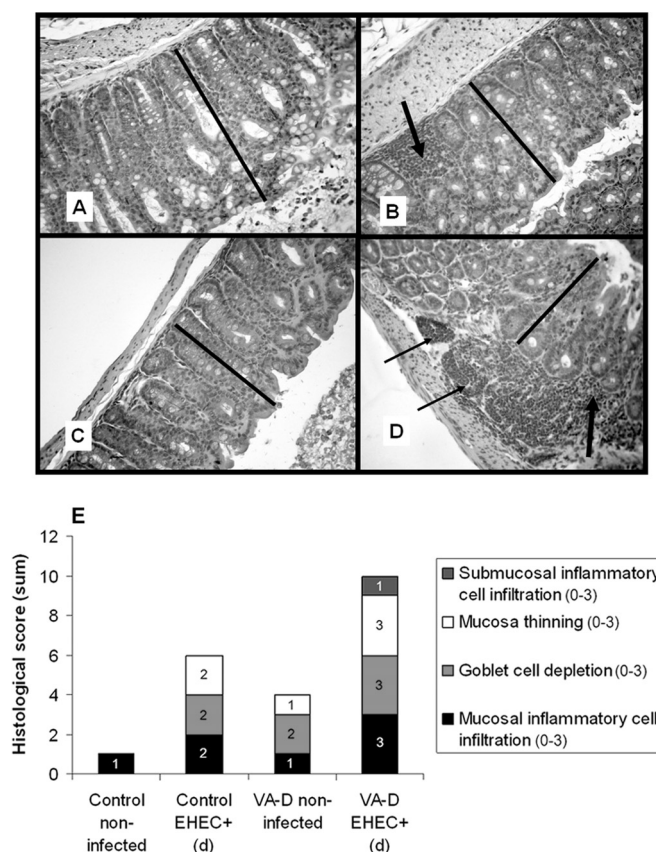 A
B
C
D
E
Histological score (sum)
12
10
8
6
4
2
0
1
2
2
2
1
2
1
1
3
3
3
Control non-infected
Control EHEC+ (d)
VA-D non-infected
VA-D EHEC+ (d)
Submucosal inflammatory
cell infiltration (0-3)
Mucosa thinning (0-3)
Goblet cell depletion (0-3)
Mucosal inflammatory cell
infiltration (0-3)